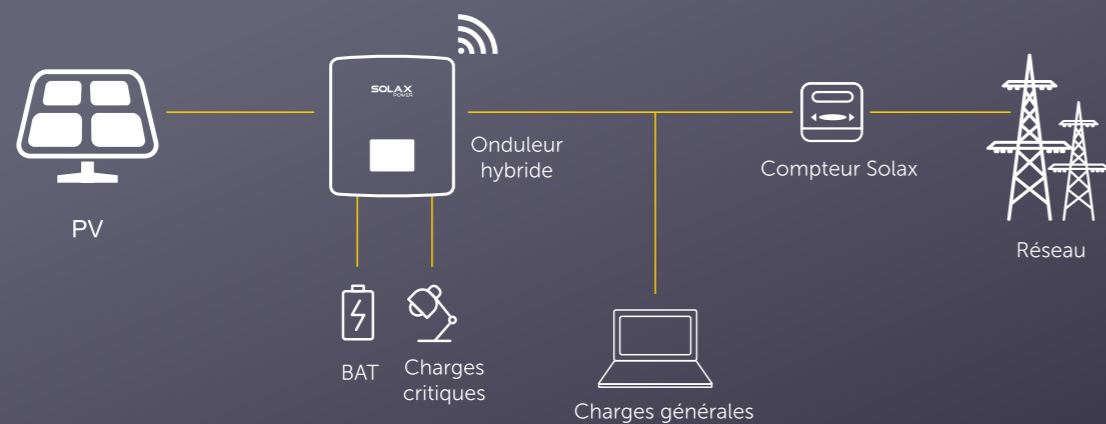 SOLAX
POWER
Onduleur
hybride
Compteur Solax
PV
Réseau
BAT
Charges
critiques
Charges générales